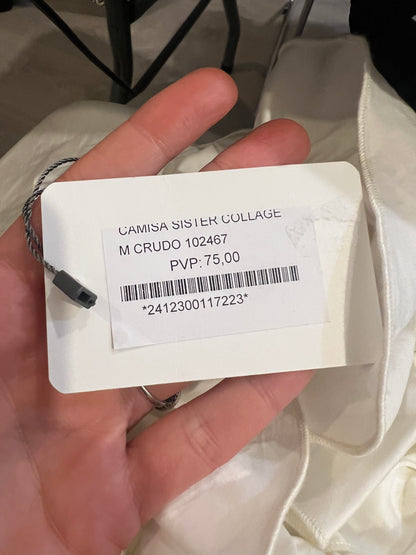 CAMISA SISTER COLLAGE
M CRUDO 102467
PVP: 75,00
*2412300117223*